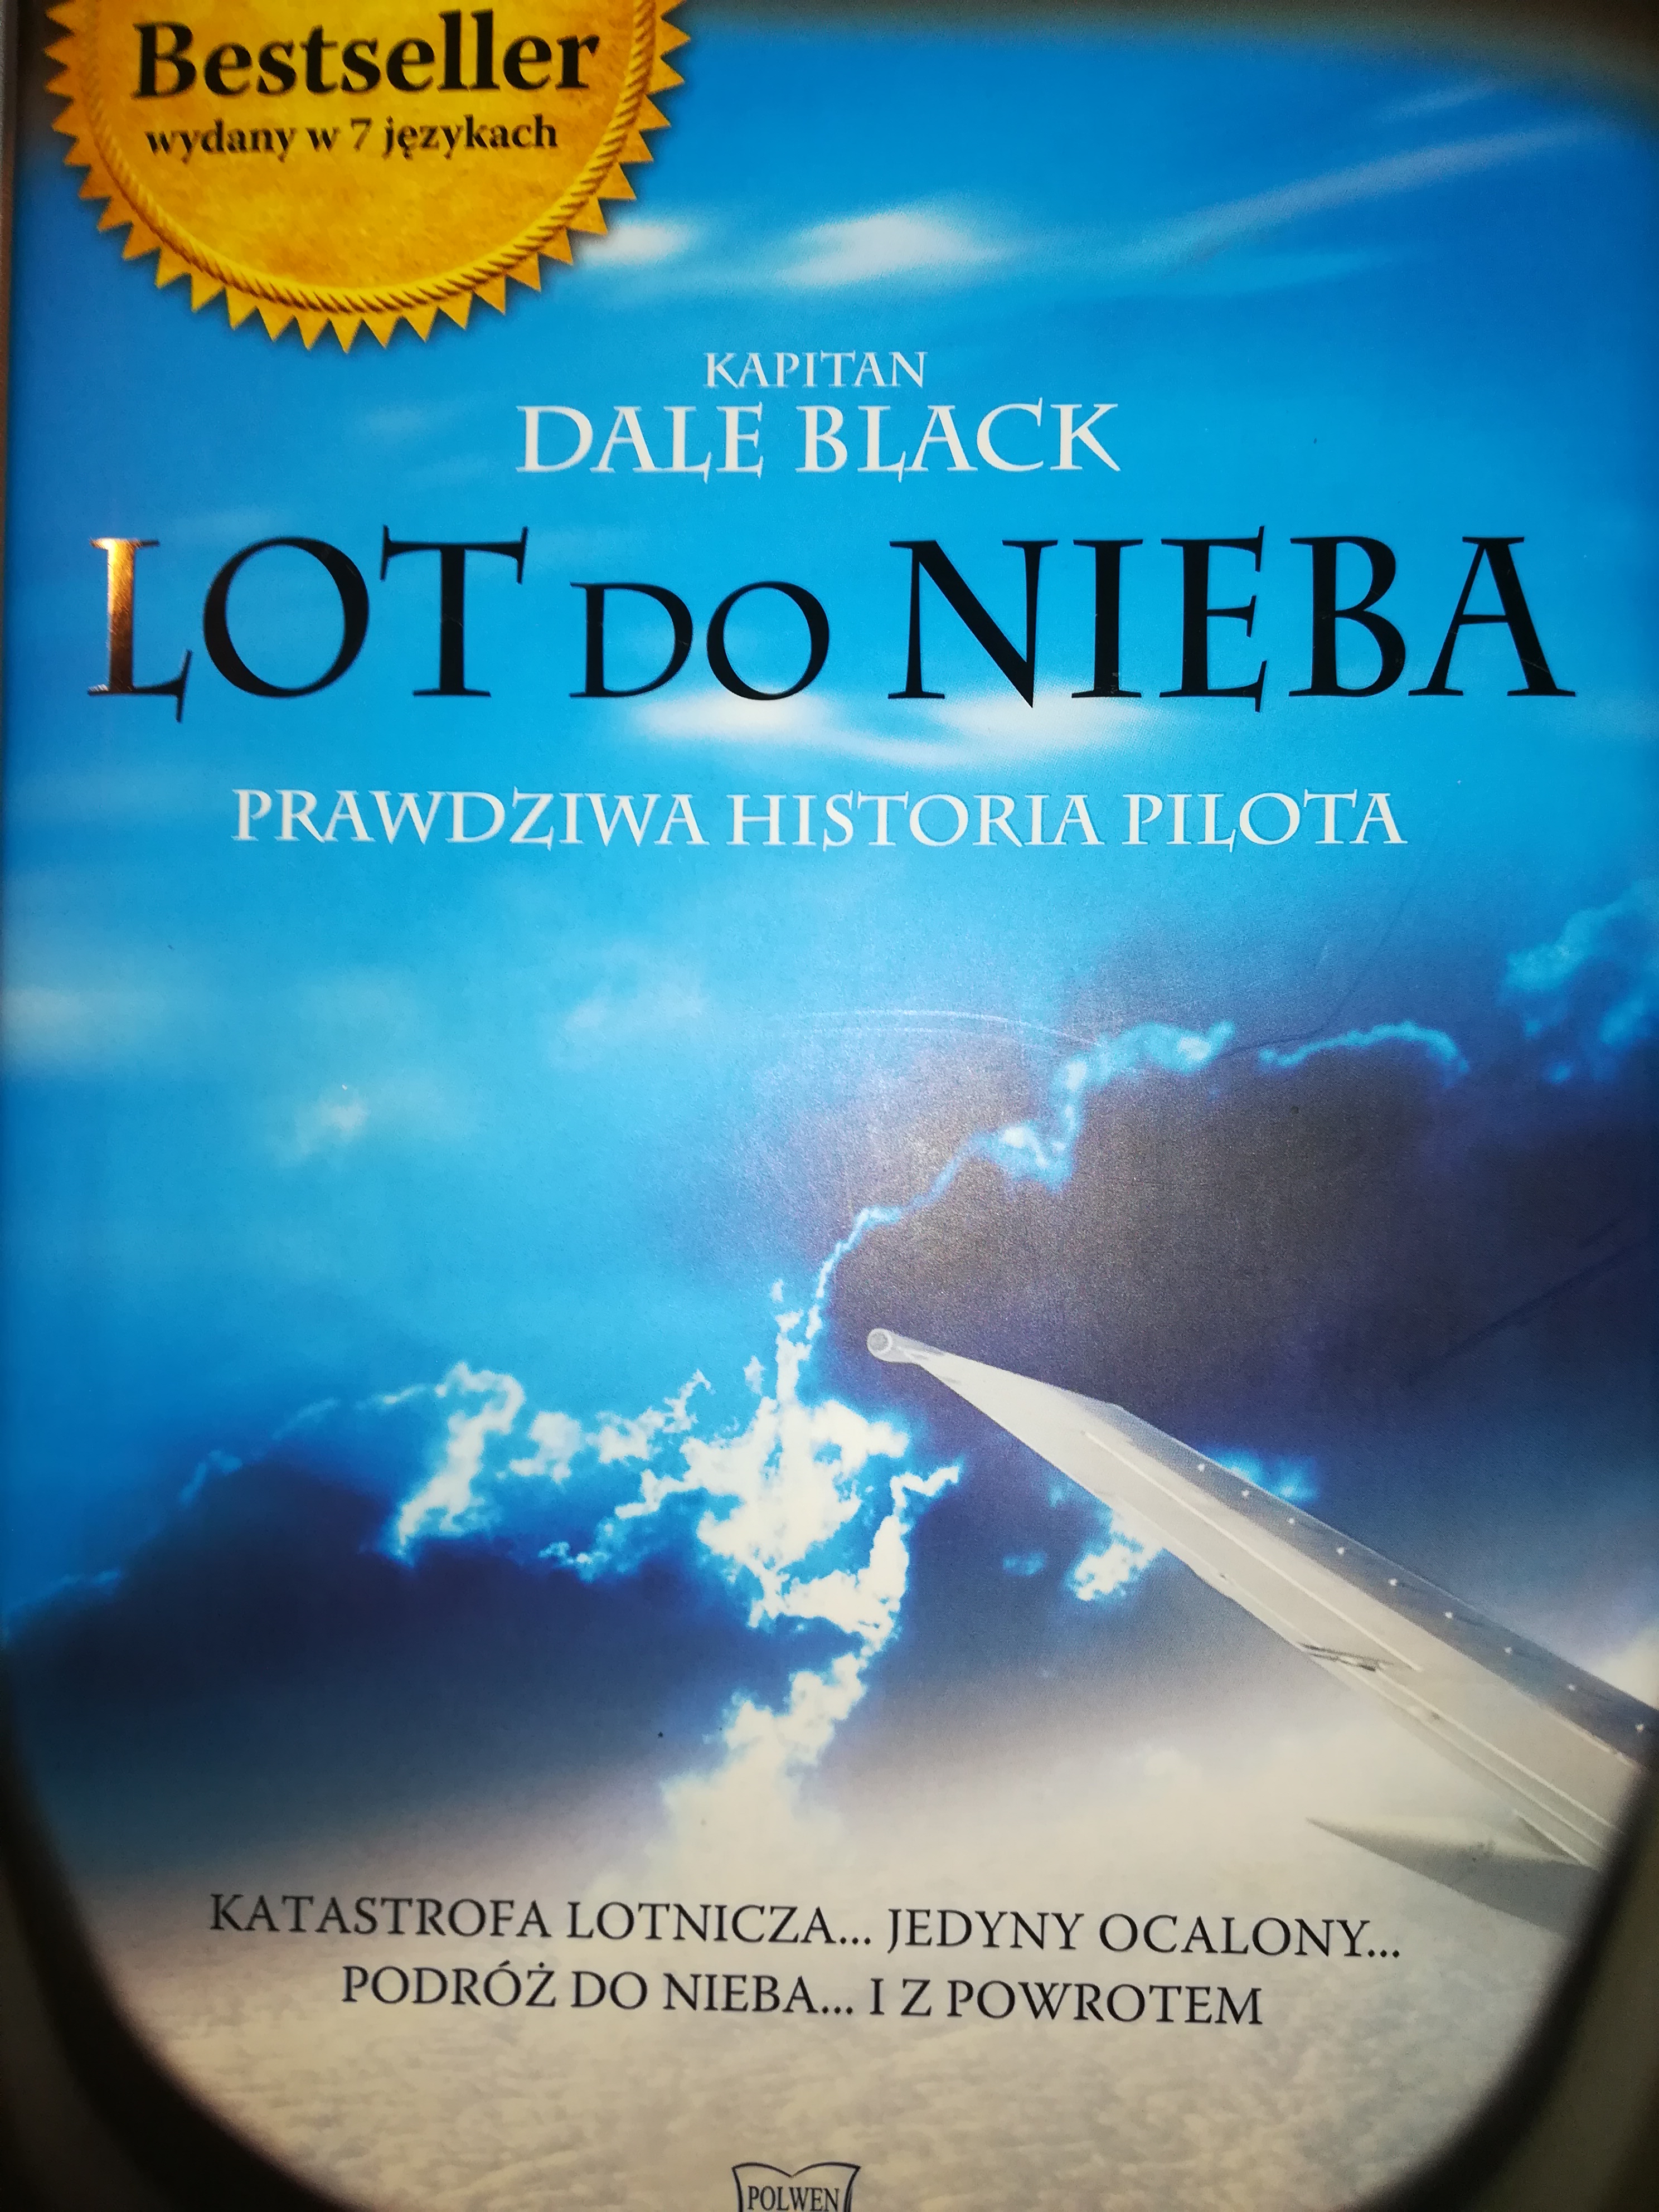 Bestseller
wydany w 7 językach
KAPITAN
DALE BLACK
LOT DO NIEBA
PRAWDZIWA HISTORIA PILOTA
KATASTROFA LOTNICZA... JEDYNY OCALONY...
PODRÓŻ DO NIEBA... I Z POWROTEM
POLWEN